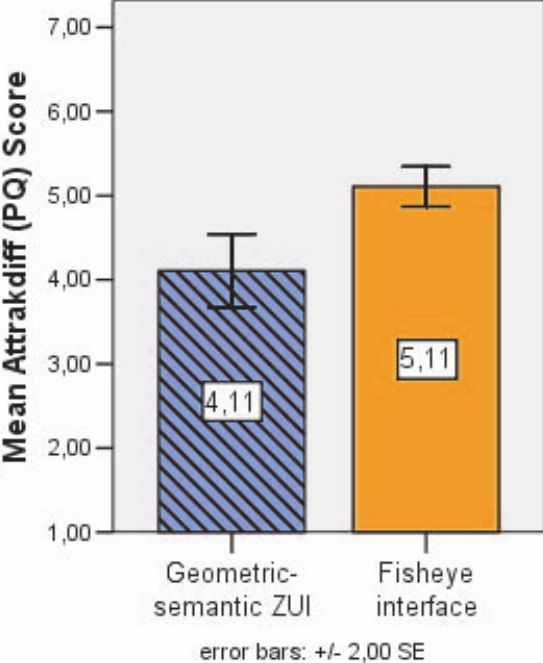 Mean Attrakdiff (PQ) Score
7,00
6,00
5,00
4,00
3,00
2,00
1,00
4,11
5,11
Geometric-
semantic ZUI
Fisheye
interface
error bars: +/- 2,00 SE